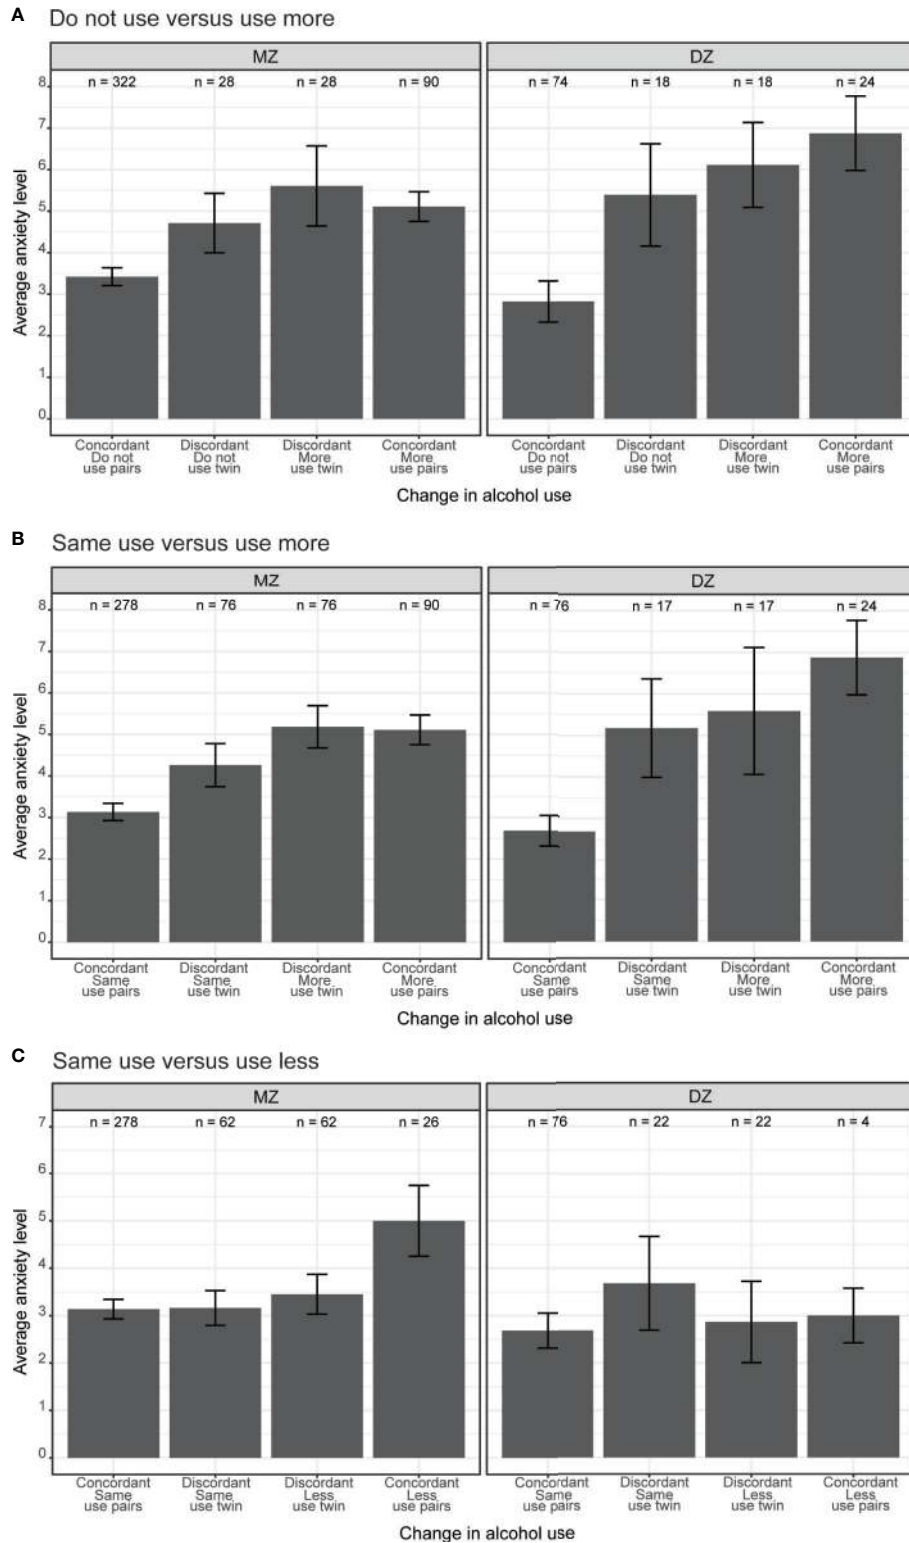 A Do not use versus use more
MZ DZ
n = 322 n = 28 n = 28 n = 90 n = 74 n = 18 n = 18 n = 24
8
7
6
5
4
3
2
1
0
Average anxiety level
Concordant Discordant Discordant Concordant Concordant Discordant Discordant Concordant
Do not Do not More More Do not Do not More More
use pairs use twin use twin use pairs use pairs use twin use twin use pairs
Change in alcohol use
B Same use versus use more
MZ DZ
n = 278 n = 76 n = 76 n = 90 n = 76 n = 17 n = 17 n = 24
8
7
6
5
4
3
2
1
0
Average anxiety level
Concordant Discordant Discordant Concordant Concordant Discordant Discordant Concordant
Same Same More More Same Same More More
use pairs use twin use twin use pairs use pairs use twin use twin use pairs
Change in alcohol use
C Same use versus use less
MZ DZ
n = 278 n = 62 n = 62 n = 26 n = 76 n = 22 n = 22 n = 4
7
6
5
4
3
2
1
0
Average anxiety level
Concordant Discordant Discordant Concordant Concordant Discordant Discordant Concordant
Same Same Less Less Same Same Less Less
use pairs use twin use twin use pairs use pairs use twin use twin use pairs
Change in alcohol use